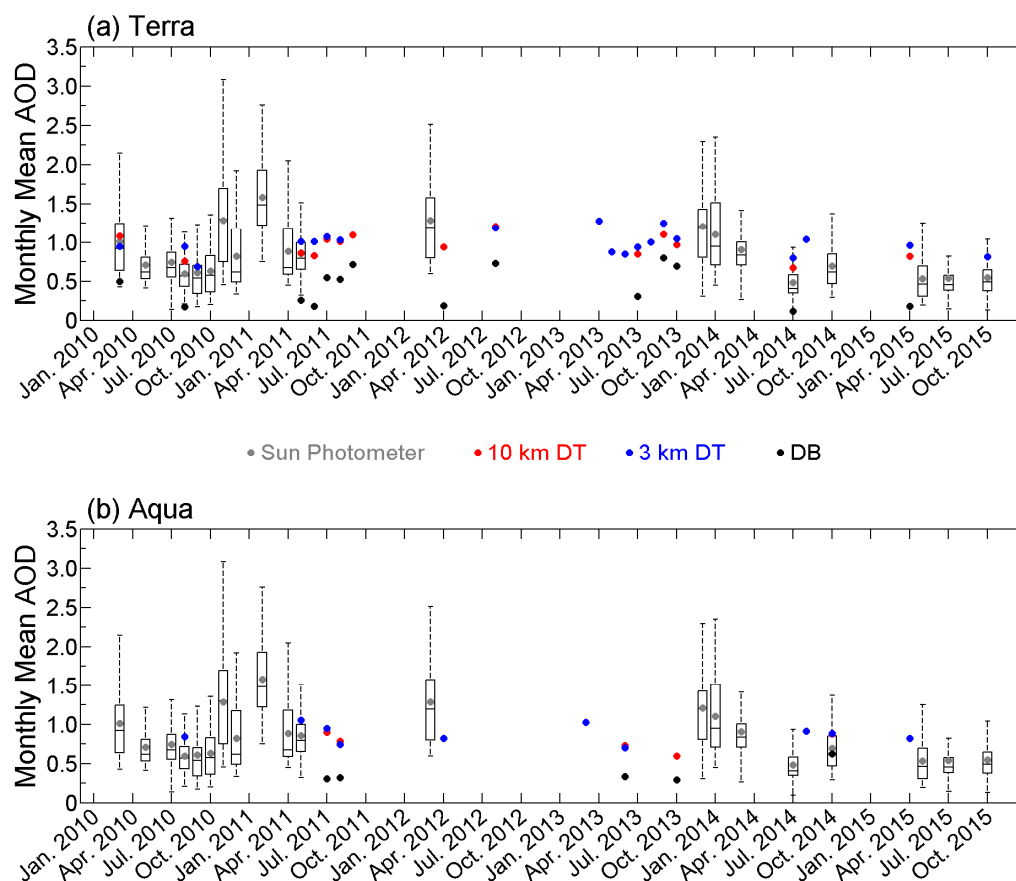 (a) Terra
Monthly Mean AOD
3.5
3.0
2.5
2.0
1.5
1.0
0.5
0
Jan. 2010 Apr. 2010 Jul. 2010 Oct. 2010 Jan. 2011 Apr. 2011 Jul. 2011 Oct. 2011 Jan. 2012 Apr. 2012 Jul. 2012 Oct. 2012 Jan. 2013 Apr. 2013 Jul. 2013 Oct. 2013 Jan. 2014 Apr. 2014 Jul. 2014 Oct. 2014 Jan. 2015 Apr. 2015 Jul. 2015 Oct. 2015
Sun Photometer 10 km DT 3 km DT DB
(b) Aqua
Monthly Mean AOD
3.5
3.0
2.5
2.0
1.5
1.0
0.5
0
Jan. 2010 Apr. 2010 Jul. 2010 Oct. 2010 Jan. 2011 Apr. 2011 Jul. 2011 Oct. 2011 Jan. 2012 Apr. 2012 Jul. 2012 Oct. 2012 Jan. 2013 Apr. 2013 Jul. 2013 Oct. 2013 Jan. 2014 Apr. 2014 Jul. 2014 Oct. 2014 Jan. 2015 Apr. 2015 Jul. 2015 Oct. 2015